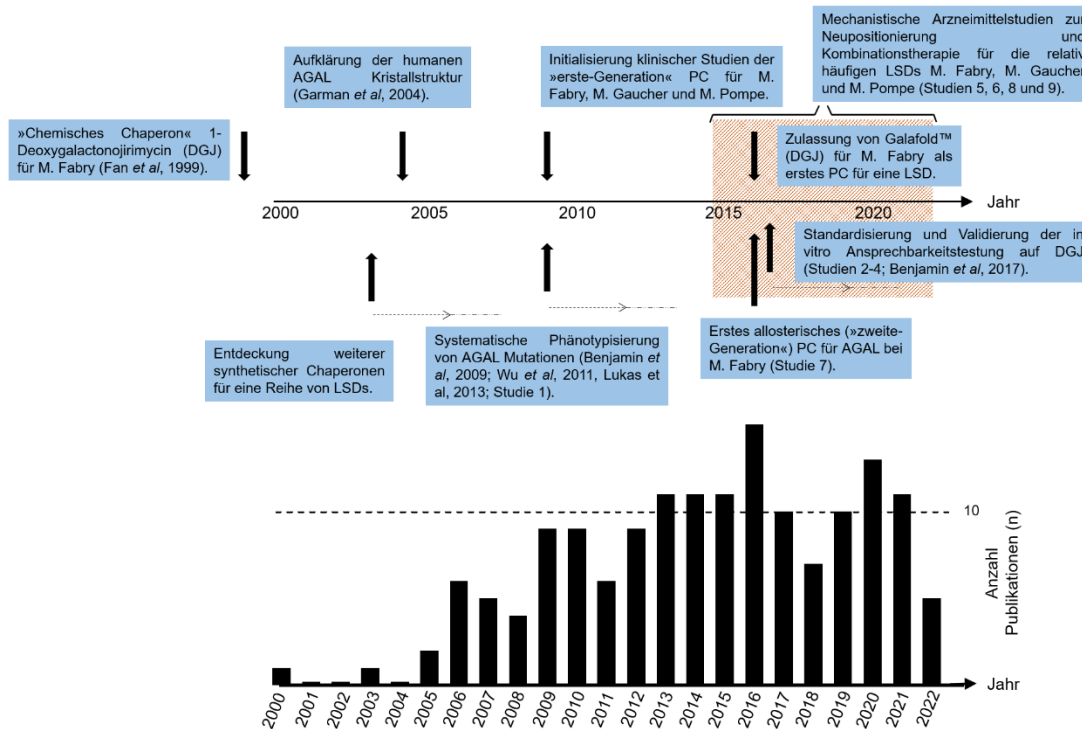 Mechanistische Arzneimittelstudien zur
Neupositionierung und
Kombinationstherapie für die relativ
häufigen LSDs M. Fabry, M. Gaucher
und M. Pompe (Studien 5, 6, 8 und 9).
Aufklärung der humanen
AGAL Kristallstruktur
(Garman et al, 2004).
Initialisierung klinischer Studien der
»erste-Generation« PC für M.
Fabry, M. Gaucher und M. Pompe.
»Chemisches Chaperon« 1-
Deoxygalactonojirimycin (DGJ)
für M. Fabry (Fan et al, 1999).
Zulassung von Galafold™
(DGJ) für M. Fabry als
erstes PC für eine LSD.
2000 2005 2010 2015 2020 Jahr
Standardisierung und Validierung der in
vitro Ansprechbarkeitstestung auf DGJ
(Studien 2-4; Benjamin et al, 2017).
Entdeckung weiterer
synthetischer Chaperonen
für eine Reihe von LSDs.
Systematische Phänotypisierung
von AGAL Mutationen (Benjamin et
al, 2009; Wu et al, 2011, Lukas et
al, 2013; Studie 1).
Erstes allosterisches (»zweite-
Generation«) PC für AGAL bei
M. Fabry (Studie 7).
10
Anzahl
Publikationen (n)
Jahr
2000 2001 2002 2003 2004 2005 2006 2007 2008 2009 2010 2011 2012 2013 2014 2015 2016 2017 2018 2019 2020 2021 2022